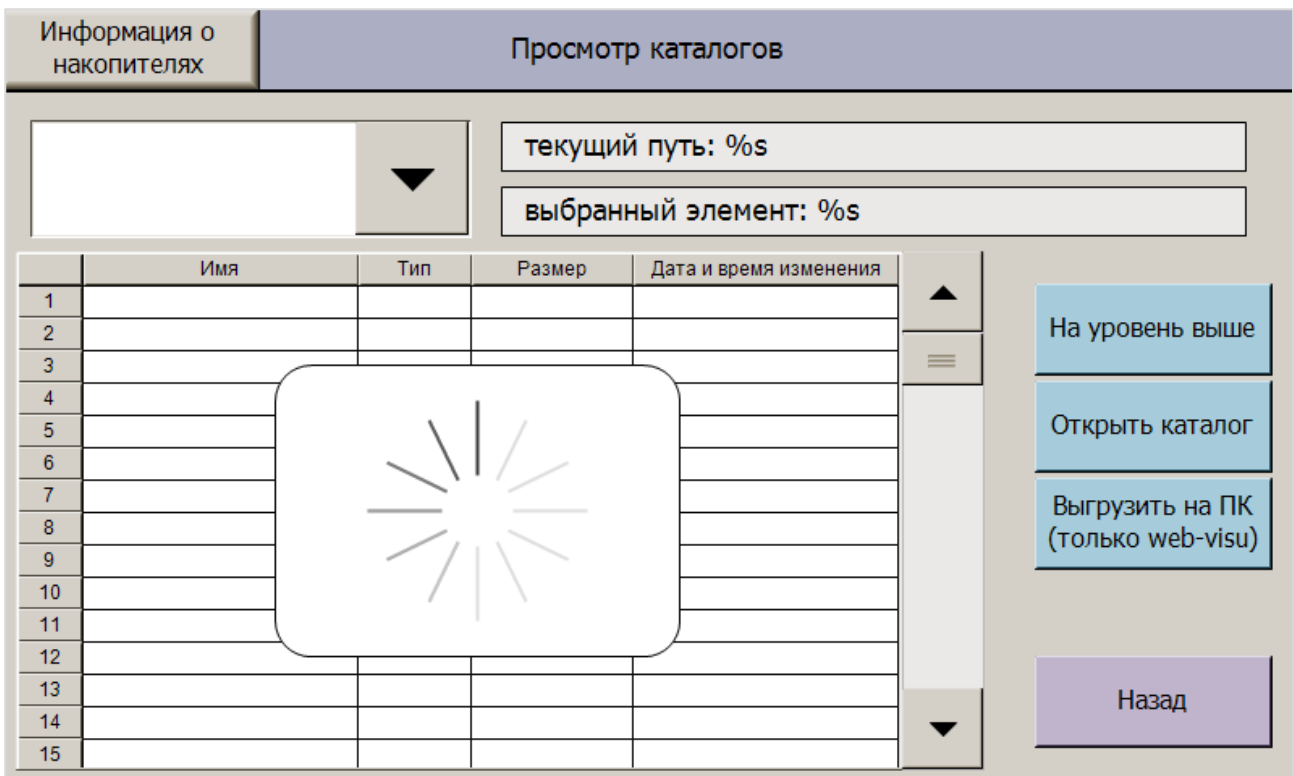 Информация о
накопителях
Просмотр каталогов
текущий путь: %s
выбранный элемент: %s
Имя Тип Размер Дата и время изменения
1
2
3
4
5
6
7
8
9
10
11
12
13
14
15
На уровень выше
Открыть каталог
Выгрузить на ПК
(только web-visu)
Назад